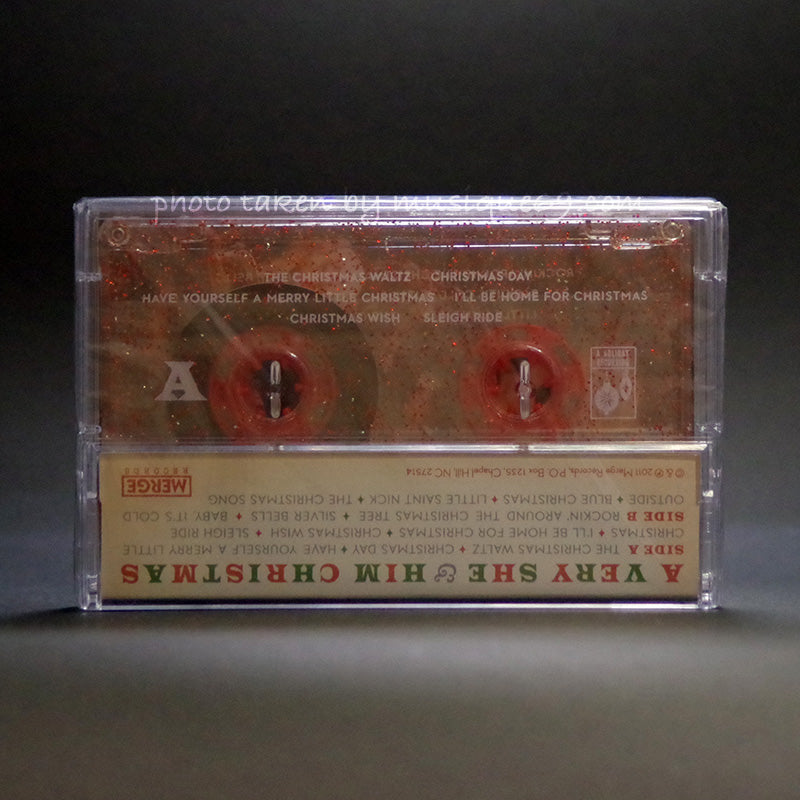 photo taken by musiquesy.com
THE CHRISTMAS WALTZ CHRISTMAS DAY
HAVE YOURSELF A MERRY LITTLE CHRISTMAS I'LL BE HOME FOR CHRISTMAS
CHRISTMAS WISH SLEIGH RIDE
A
A VERY SHE & HIM CHRISTMAS
SIDE A THE CHRISTMAS WALTZ ♦ CHRISTMAS DAY ♦ HAVE YOURSELF A MERRY LITTLE
CHRISTMAS ♦ I'LL BE HOME FOR CHRISTMAS ♦ CHRISTMAS WISH ♦ SLEIGH RIDE
SIDE B ROCKIN' AROUND THE CHRISTMAS TREE ♦ SILVER BELLS ♦ BABY, IT'S COLD
OUTSIDE ♦ BLUE CHRISTMAS ♦ LITTLE SAINT NICK ♦ THE CHRISTMAS SONG
© & ℗ 2011 Merge Records, P.O. Box 1235, Chapel Hill, NC 27514
MERGE
RECORDS